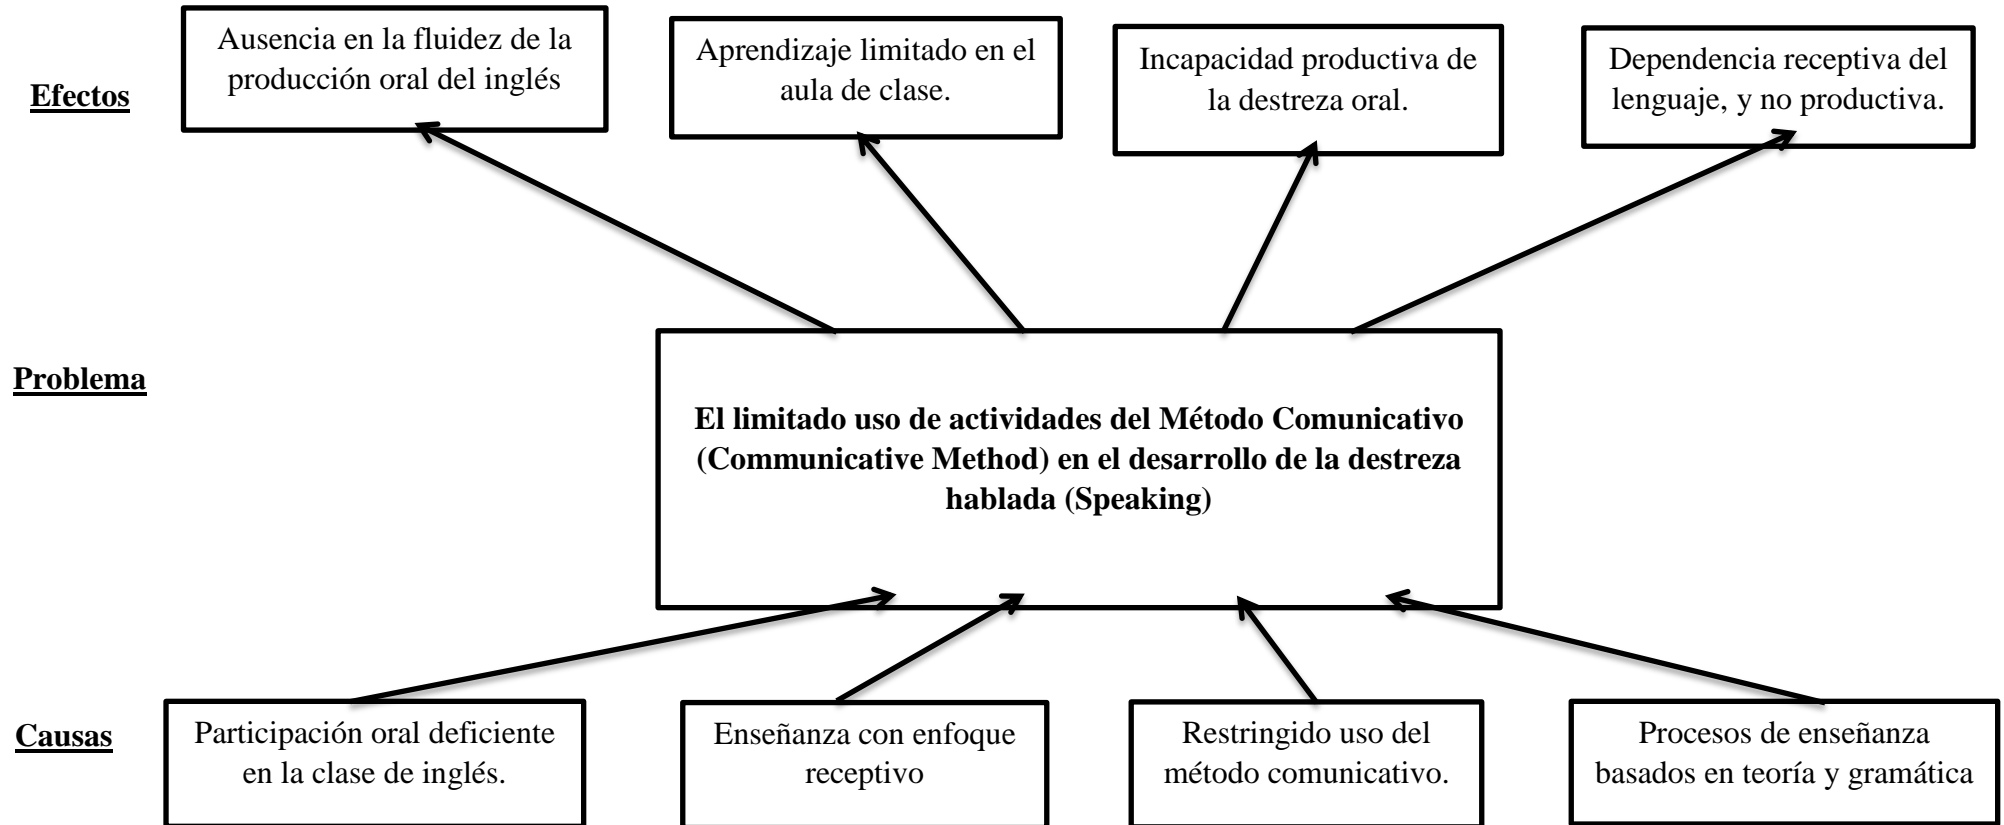 Efectos
Ausencia en la fluidez de la
producción oral del inglés
Aprendizaje limitado en el
aula de clase.
Incapacidad productiva de
la destreza oral.
Dependencia receptiva del
lenguaje, y no productiva.
Problema
El limitado uso de actividades del Método Comunicativo
(Communicative Method) en el desarrollo de la destreza
hablada (Speaking)
Causas
Participación oral deficiente
en la clase de inglés.
Enseñanza con enfoque
receptivo
Restringido uso del
método comunicativo.
Procesos de enseñanza
basados en teoría y gramática